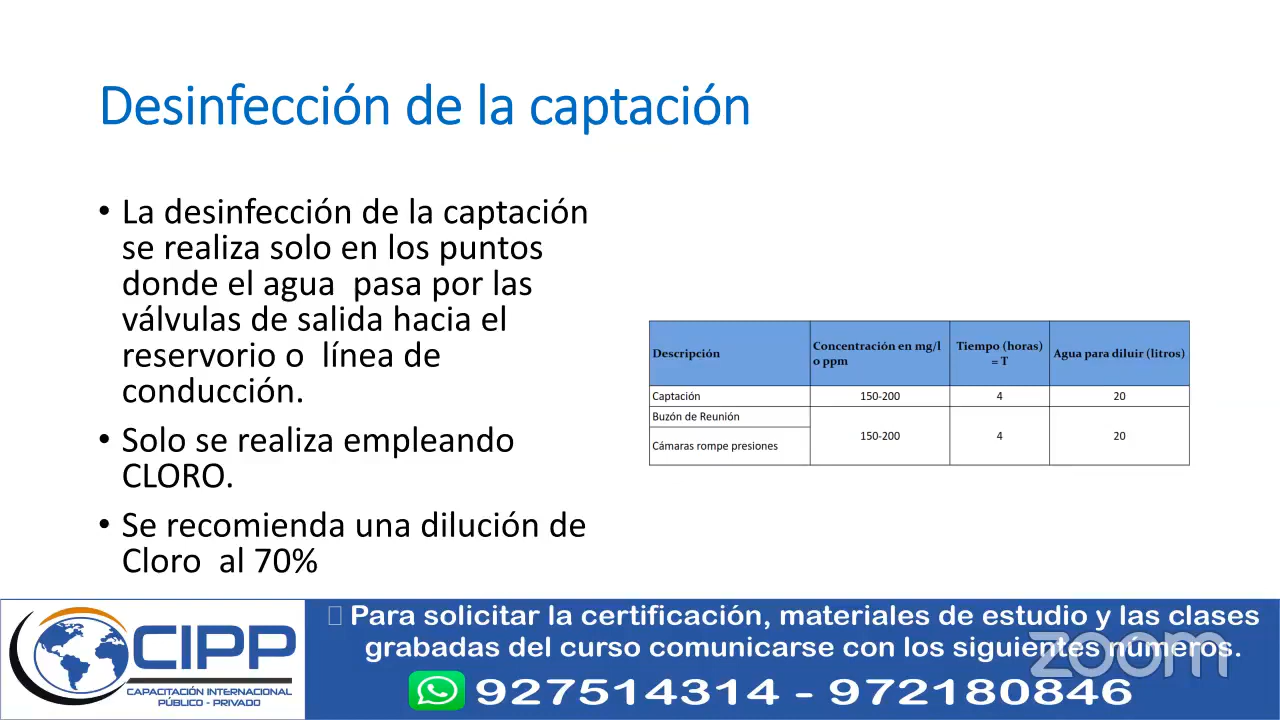 Desinfección de la captación
• La desinfección de la captación
se realiza solo en los puntos
donde el agua  pasa por las
válvulas de salida hacia el
reservorio o  línea de
conducción.
• Solo se realiza empleando
CLORO.
• Se recomienda una dilución de
Cloro  al 70%
Descripción
Concentración en mg/l
o ppm
Tiempo (horas)
= T
Agua para diluir (litros)
Captación 150-200 4 20
Buzón de Reunión
Cámaras rompe presiones
150-200 4 20
CIPP
CAPACITACIÓN INTERNACIONAL
PÚBLICO - PRIVADO
Para solicitar la certificación, materiales de estudio y las clases
grabadas del curso comunicarse con los siguientes números.
927514314 - 972180846
zoom